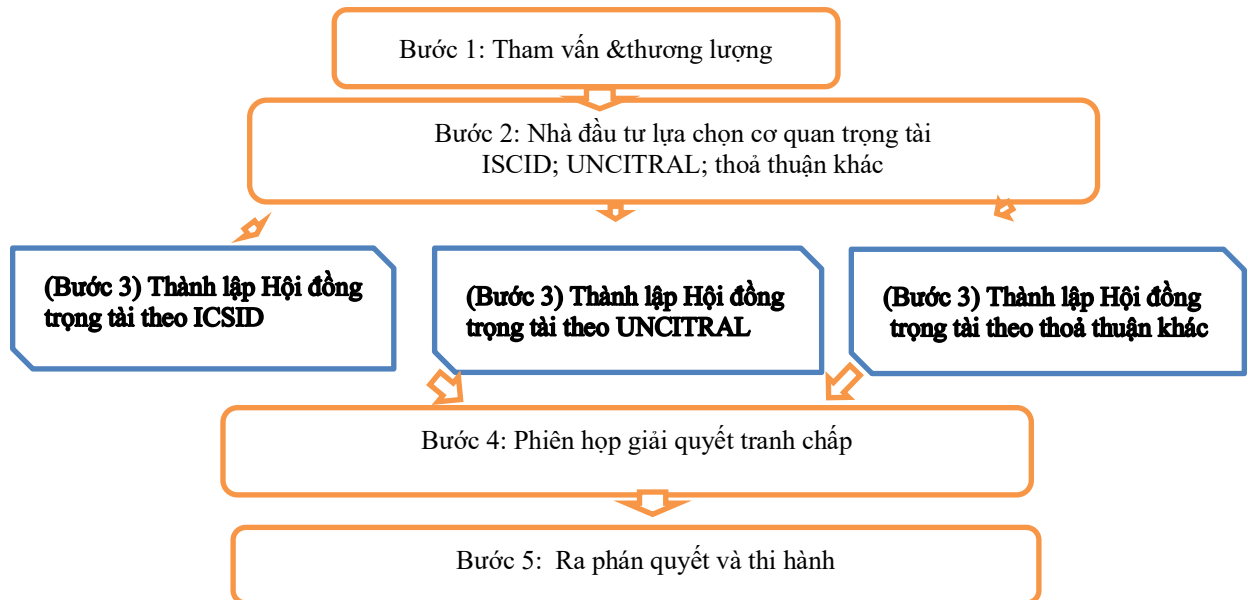 Bước 1: Tham vấn &thương lượng
Bước 2: Nhà đầu tư lựa chọn cơ quan trọng tài
ISCID; UNCITRAL; thoả thuận khác
(Bước 3) Thành lập Hội đồng
trọng tài theo ICSID
(Bước 3) Thành lập Hội đồng
trọng tài theo UNCITRAL
(Bước 3) Thành lập Hội đồng
trọng tài theo thoả thuận khác
Bước 4: Phiên họp giải quyết tranh chấp
Bước 5: Ra phán quyết và thi hành